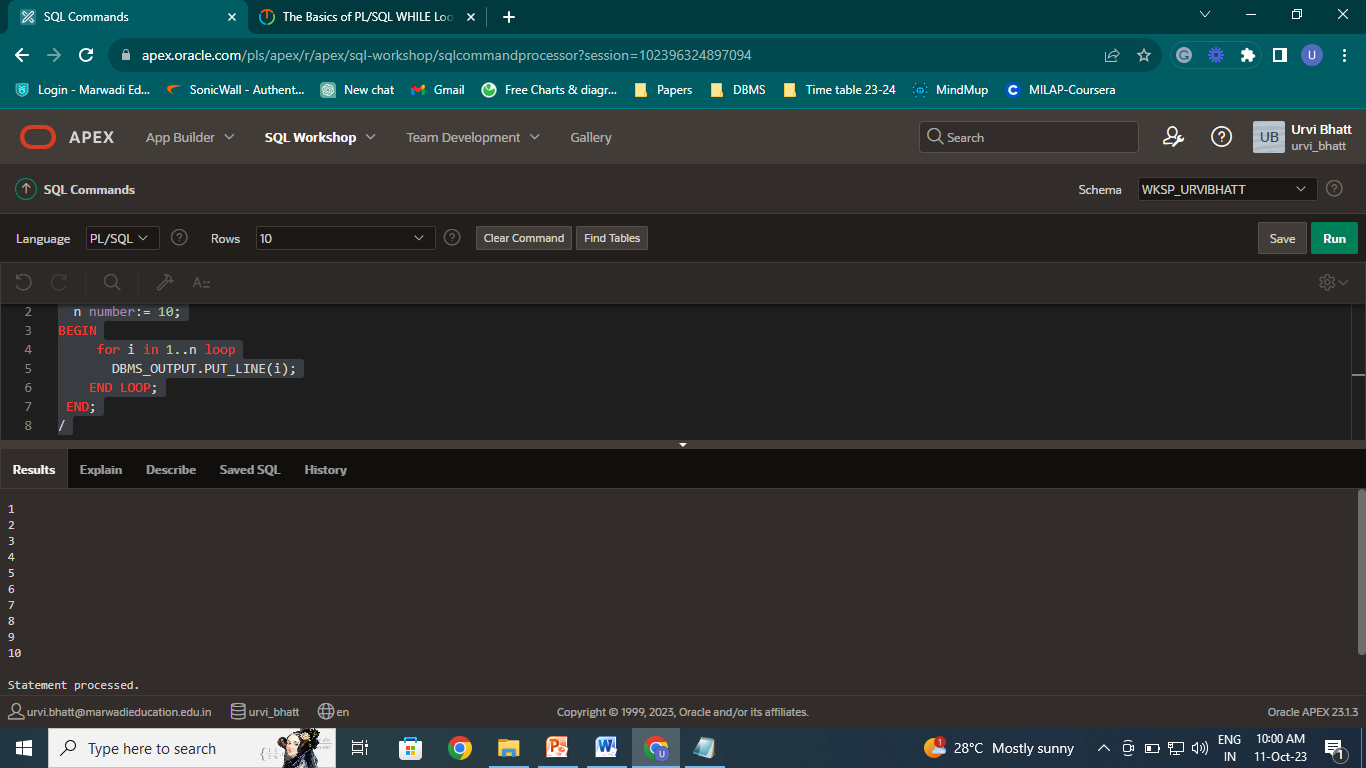 SQL Commands
The Basics of PL/SQL WHILE Loo
apex.oracle.com/pls/apex/r/apex/sql-workshop/sqlcommandprocessor?session=102396324897094
U
Login - Marwadi Ed...
SonicWall - Authent...
New chat
Gmail
Free Charts & diagr...
Papers
DBMS
Time table 23-24
MindMup
MILAP-Coursera
APEX
App Builder
SQL Workshop
Team Development
Gallery
Search
UB
Urvi Bhatt
urvi_bhatt
SQL Commands
Schema
WKSP_URVIBHATT
Language
PL/SQL
Rows
10
Clear Command
Find Tables
Save
Run
2 n number:= 10;
3 BEGIN
4 for i in 1..n loop
5 DBMS_OUTPUT.PUT_LINE(i);
6 END LOOP;
7 END;
8 /
Results
Explain
Describe
Saved SQL
History
1
2
3
4
5
6
7
8
9
10
Statement processed.
urvi.bhatt@marwadieducation.edu.in
urvi_bhatt
en
Copyright © 1999, 2023, Oracle and/or its affiliates.
Oracle APEX 23.1.3
Type here to search
28°C Mostly sunny
ENG
IN
10:00 AM
11-Oct-23
1